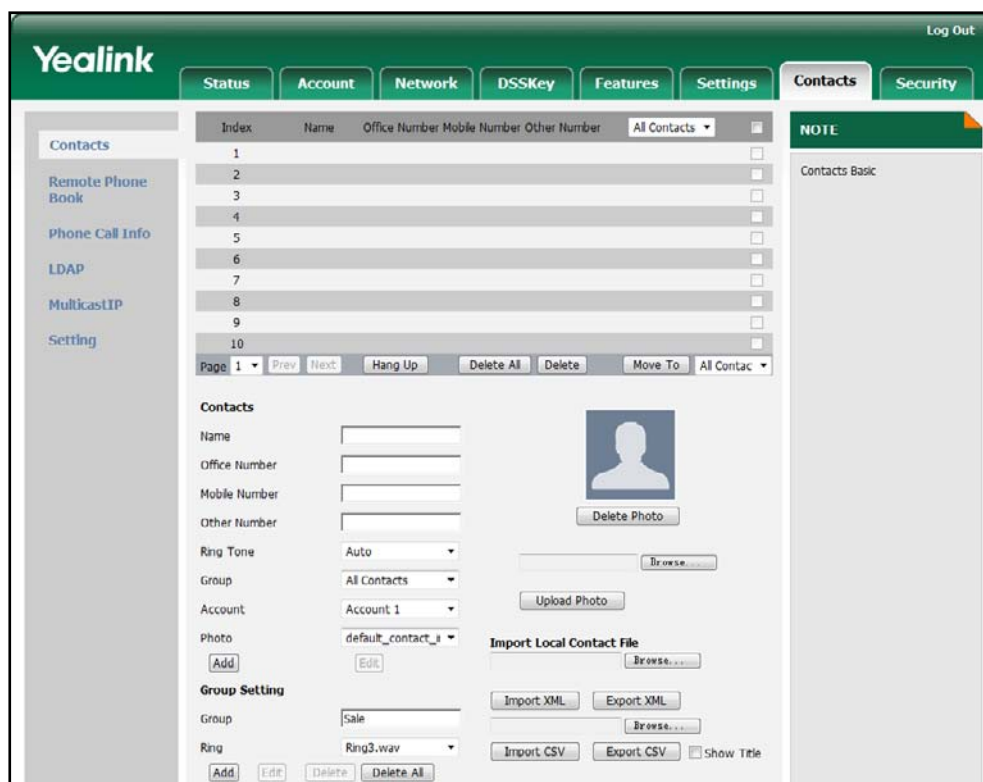 Log Out
Yealink
Status Account Network DSSKey Features Settings Contacts Security
Contacts
Remote Phone
Book
Phone Call Info
LDAP
MulticastIP
Setting
Index Name Office Number Mobile Number Other Number All Contacts
1
2
3
4
5
6
7
8
9
10
Page 1 Prev Next Hang Up Delete All Delete Move To All Contac
NOTE
Contacts Basic
Contacts
Name
Office Number
Mobile Number
Other Number
Ring Tone Auto
Group All Contacts
Account Account 1
Photo default_contact_i
Add Edit
Group Setting
Group Sale
Ring Ring3.wav
Add Edit Delete Delete All
Delete Photo
Browse...
Upload Photo
Import Local Contact File
Browse...
Import XML Export XML
Browse...
Import CSV Export CSV Show Title